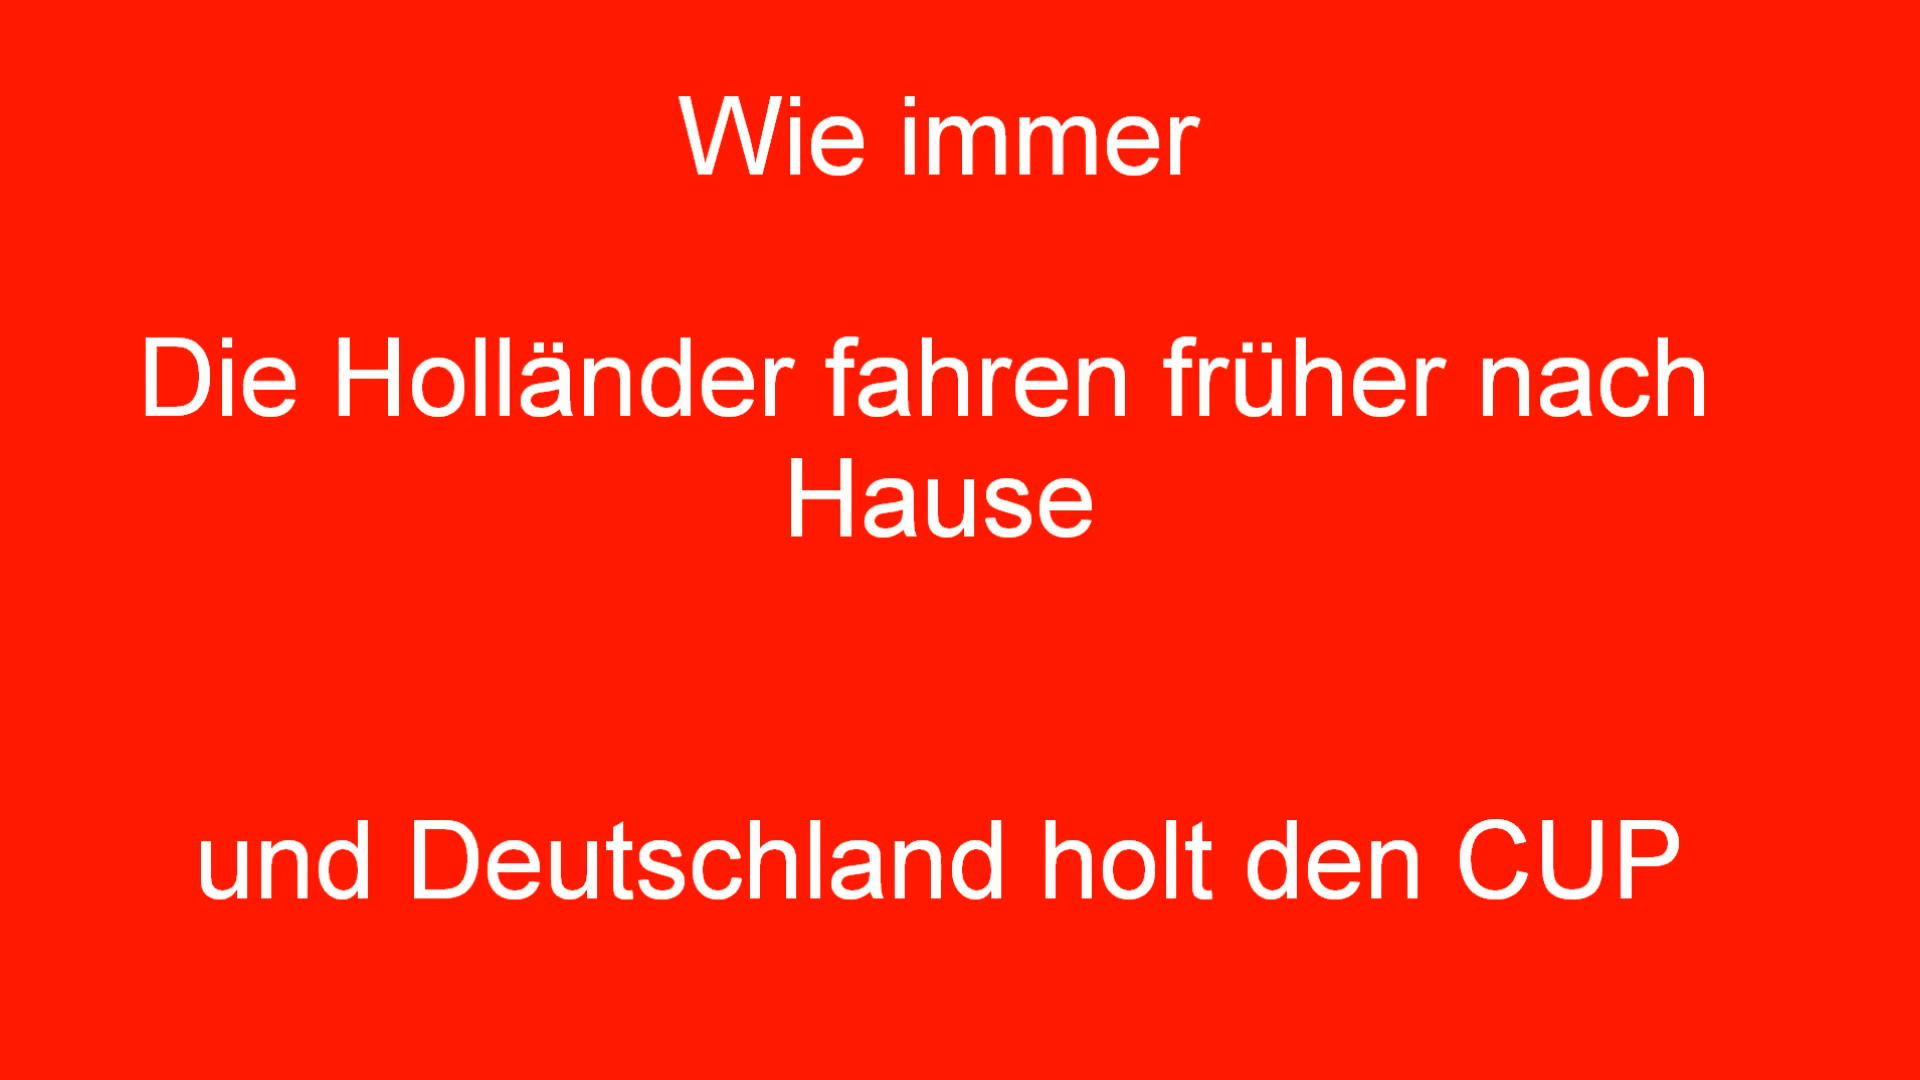 Wie immer
Die Holländer fahren früher nach
Hause
und Deutschland holt den CUP